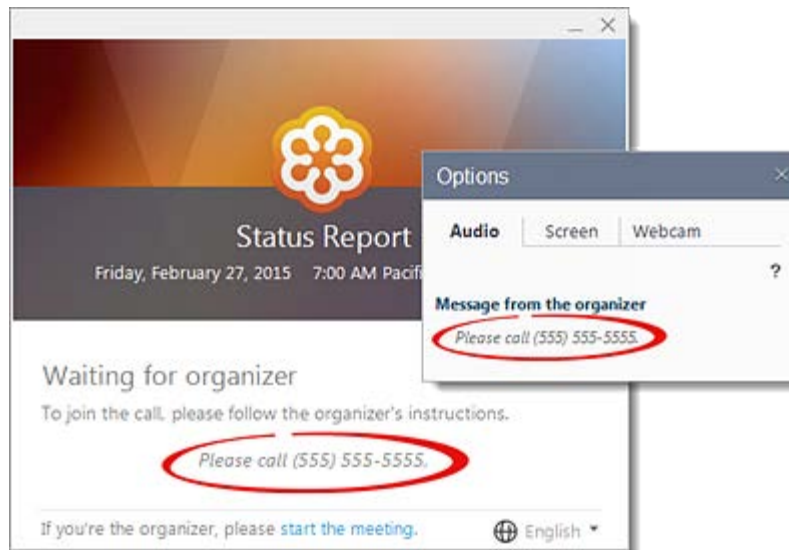 Status Report
Friday, February 27, 2015 7:00 AM Pacif
Waiting for organizer
To join the call, please follow the organizer's instructions.
Please call (555) 555-5555.
If you're the organizer, please start the meeting.
English
Options
Audio Screen Webcam
?
Message from the organizer
Please call (555) 555-5555.